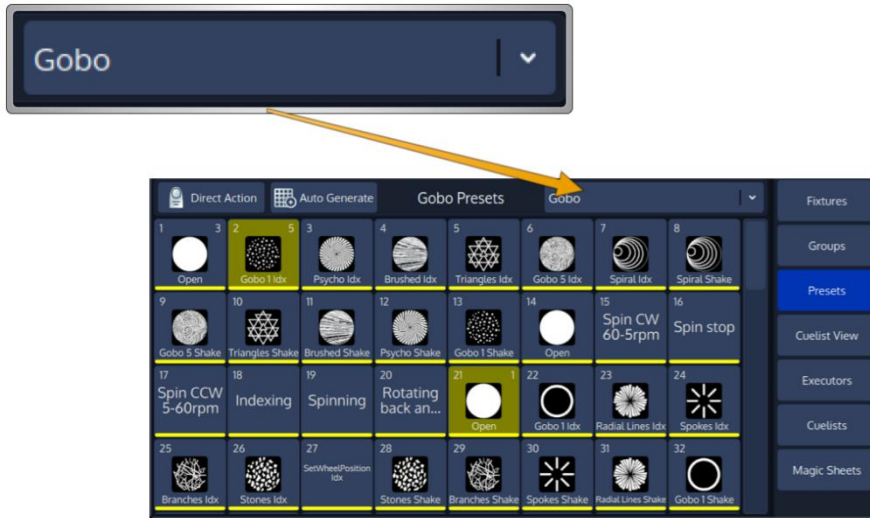 Gobo
Direct Action
Auto Generate
Gobo Presets
Gobo
Fixtures
Groups
Presets
Cuelist View
Executors
Cuelists
Magic Sheets
1 3
Open
2 5
Gobo 1 Idx
3
Psycho Idx
4
Brushed Idx
5
Triangles Idx
6
Gobo 5 Idx
7
Spiral Idx
8
Spiral Shake
9
Gobo 5 Shake
10
Triangles Shake
11
Brushed Shake
12
Psycho Shake
13
Gobo 1 Shake
14
Open
15
Spin CW
60-5rpm
16
Spin stop
17
Spin CCW
5-60rpm
18
Indexing
19
Spinning
20
Rotating
back an...
21 1
Open
22
Gobo 1 Idx
23
Radial Lines Idx
24
Spokes Idx
25
Branches Idx
26
Stones Idx
27
SetWheelPosition
Idx
28
Stones Shake
29
Branches Shake
30
Spokes Shake
31
Radial Lines Shake
32
Gobo 1 Shake